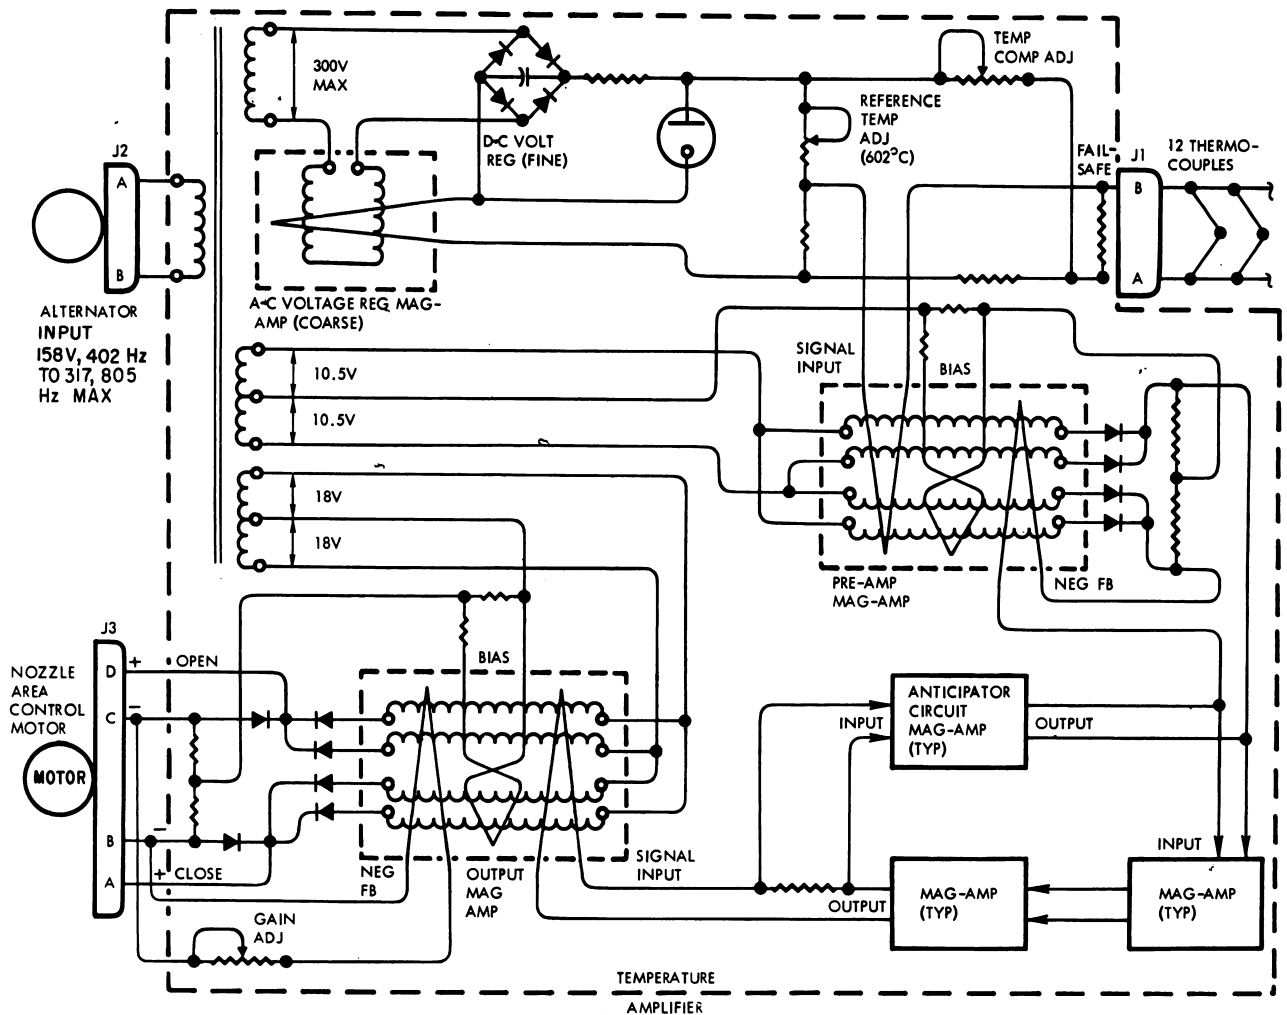 TEMP
COMP ADJ
300V
MAX
REFERENCE
TEMP
ADJ
(602°C)
D-C VOLT
REG (FINE)
FAIL-
SAFE
J1
12 THERMO-
COUPLES
J2
A
B
B
A
ALTERNATOR
INPUT
158V, 402 Hz
TO 317, 805
Hz MAX
A-C VOLTAGE REG MAG-
AMP (COARSE)
SIGNAL
INPUT
BIAS
10.5V
10.5V
18V
18V
PRE-AMP
MAG-AMP
NEG FB
J3
NOZZLE
AREA
CONTROL
MOTOR
MOTOR
D
+
OPEN
C
–
B
–
A
+
CLOSE
BIAS
ANTICIPATOR
CIRCUIT
MAG-AMP
(TYP)
INPUT
OUTPUT
NEG
FB
OUTPUT
MAG
AMP
SIGNAL
INPUT
INPUT
OUTPUT
MAG-AMP
(TYP)
MAG-AMP
(TYP)
GAIN
ADJ
TEMPERATURE
AMPLIFIER